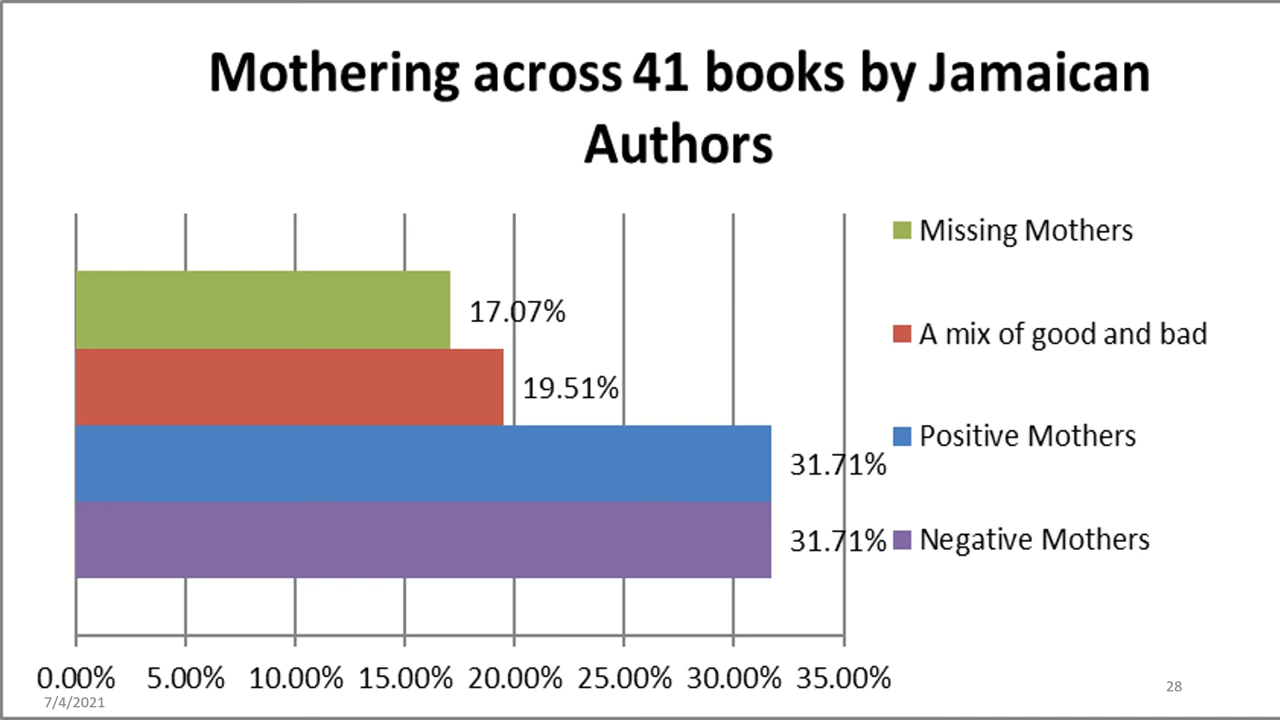 Mothering across 41 books by Jamaican
Authors
Missing Mothers
17.07%
A mix of good and bad
19.51%
Positive Mothers
31.71%
31.71%
Negative Mothers
0.00% 5.00% 10.00% 15.00% 20.00% 25.00% 30.00% 35.00%
7/4/2021
28